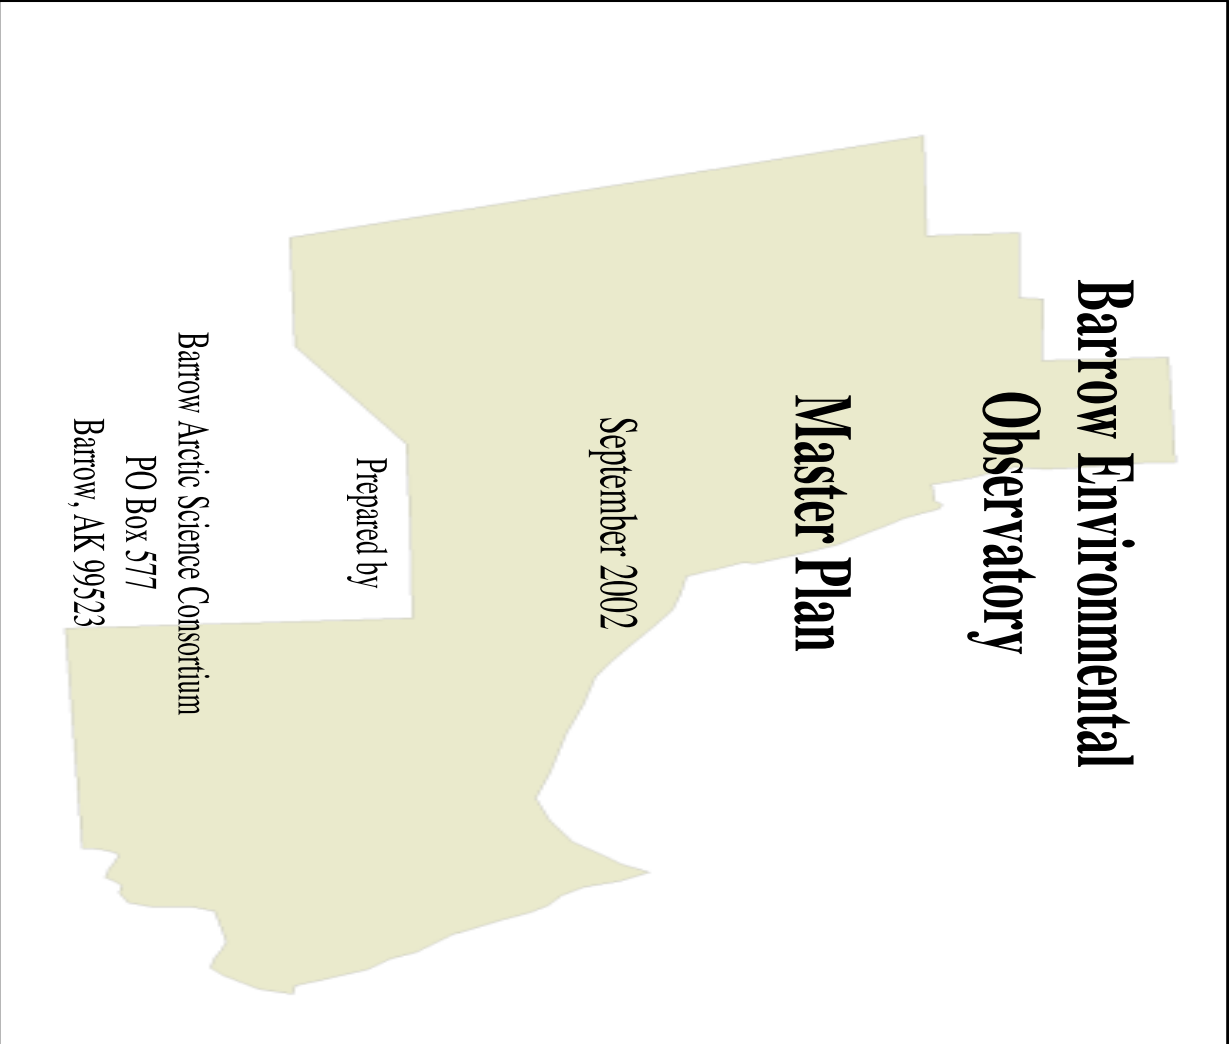 Barrow Environmental
Observatory
Master Plan
September 2002
Prepared by
Barrow Arctic Science Consortium
PO Box 577
Barrow, AK 99523